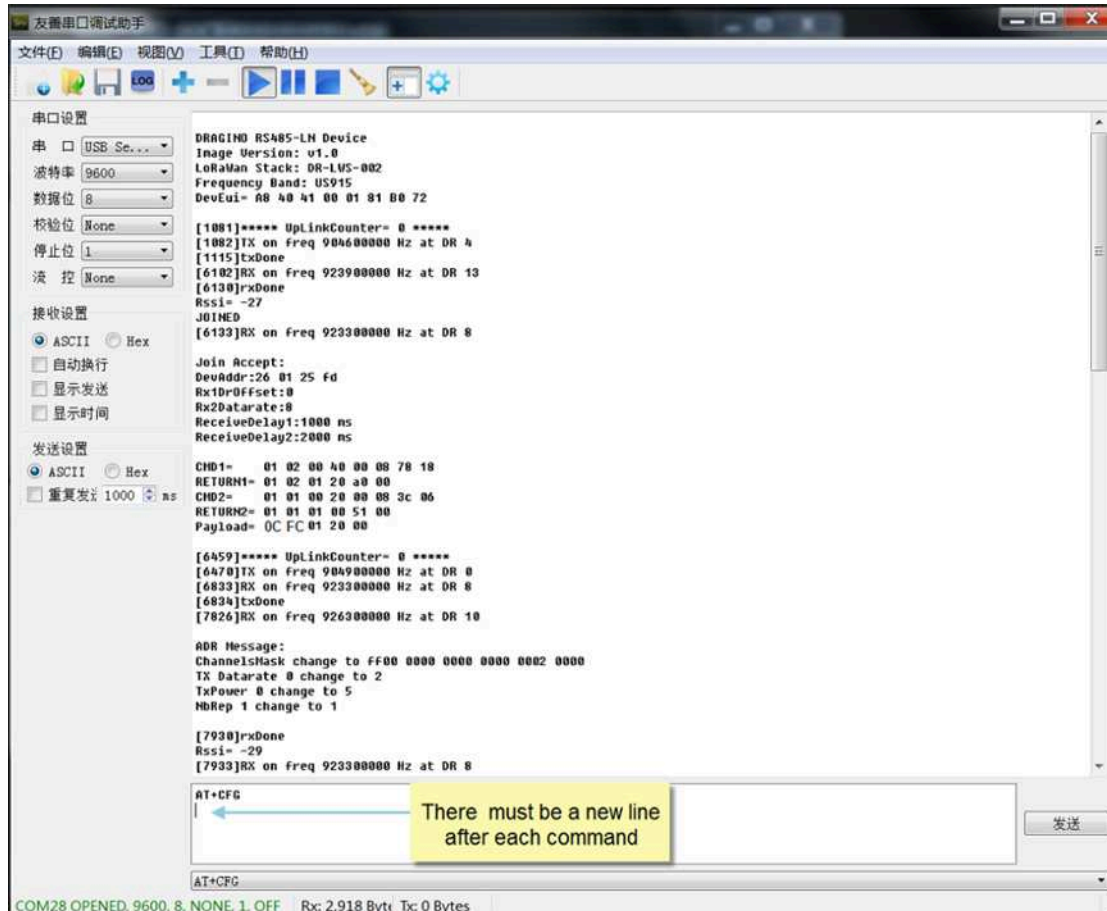 友善串口调试助手
文件(F) 编辑(E) 视图(V) 工具(T) 帮助(H)
LOG
串口设置
串 口 USB Se...
波特率 9600
数据位 8
校验位 None
停止位 1
流 控 None
接收设置
ASCII Hex
自动换行
显示发送
显示时间
发送设置
ASCII Hex
重复发送 1000 ms
DRAGINO RS485-LN Device
Image Version: v1.0
LoRaWan Stack: DR-LWS-002
Frequency Band: US915
DevEui= A8 40 41 00 01 81 B0 72
[1081]***** UpLinkCounter= 0 *****
[1082]TX on freq 904600000 Hz at DR 4
[1115]txDone
[6102]RX on freq 923900000 Hz at DR 13
[6130]rxDone
Rssi= -27
JOINED
[6133]RX on freq 923300000 Hz at DR 8
Join Accept:
DevAddr:26 01 25 fd
Rx1DrOffset:0
Rx2Datarate:8
ReceiveDelay1:1000 ms
ReceiveDelay2:2000 ms
CMD1= 01 02 00 40 00 08 78 18
RETURN1= 01 02 01 20 a0 00
CMD2= 01 01 00 20 00 08 3c 06
RETURN2= 01 01 01 00 51 00
Payload= 0C FC 01 20 00
[6459]***** UpLinkCounter= 0 *****
[6470]TX on freq 904900000 Hz at DR 0
[6833]RX on freq 923300000 Hz at DR 8
[6834]txDone
[7826]RX on freq 926300000 Hz at DR 10
ADR Message:
ChannelsMask change to ff00 0000 0000 0000 0002 0000
TX Datarate 0 change to 2
TxPower 0 change to 5
NbRep 1 change to 1
[7930]rxDone
Rssi= -29
[7933]RX on freq 923300000 Hz at DR 8
AT+CFG
There must be a new line
after each command
发送
AT+CFG
COM28 OPENED, 9600, 8, NONE, 1, OFF Rx: 2,918 Byte Tx: 0 Bytes